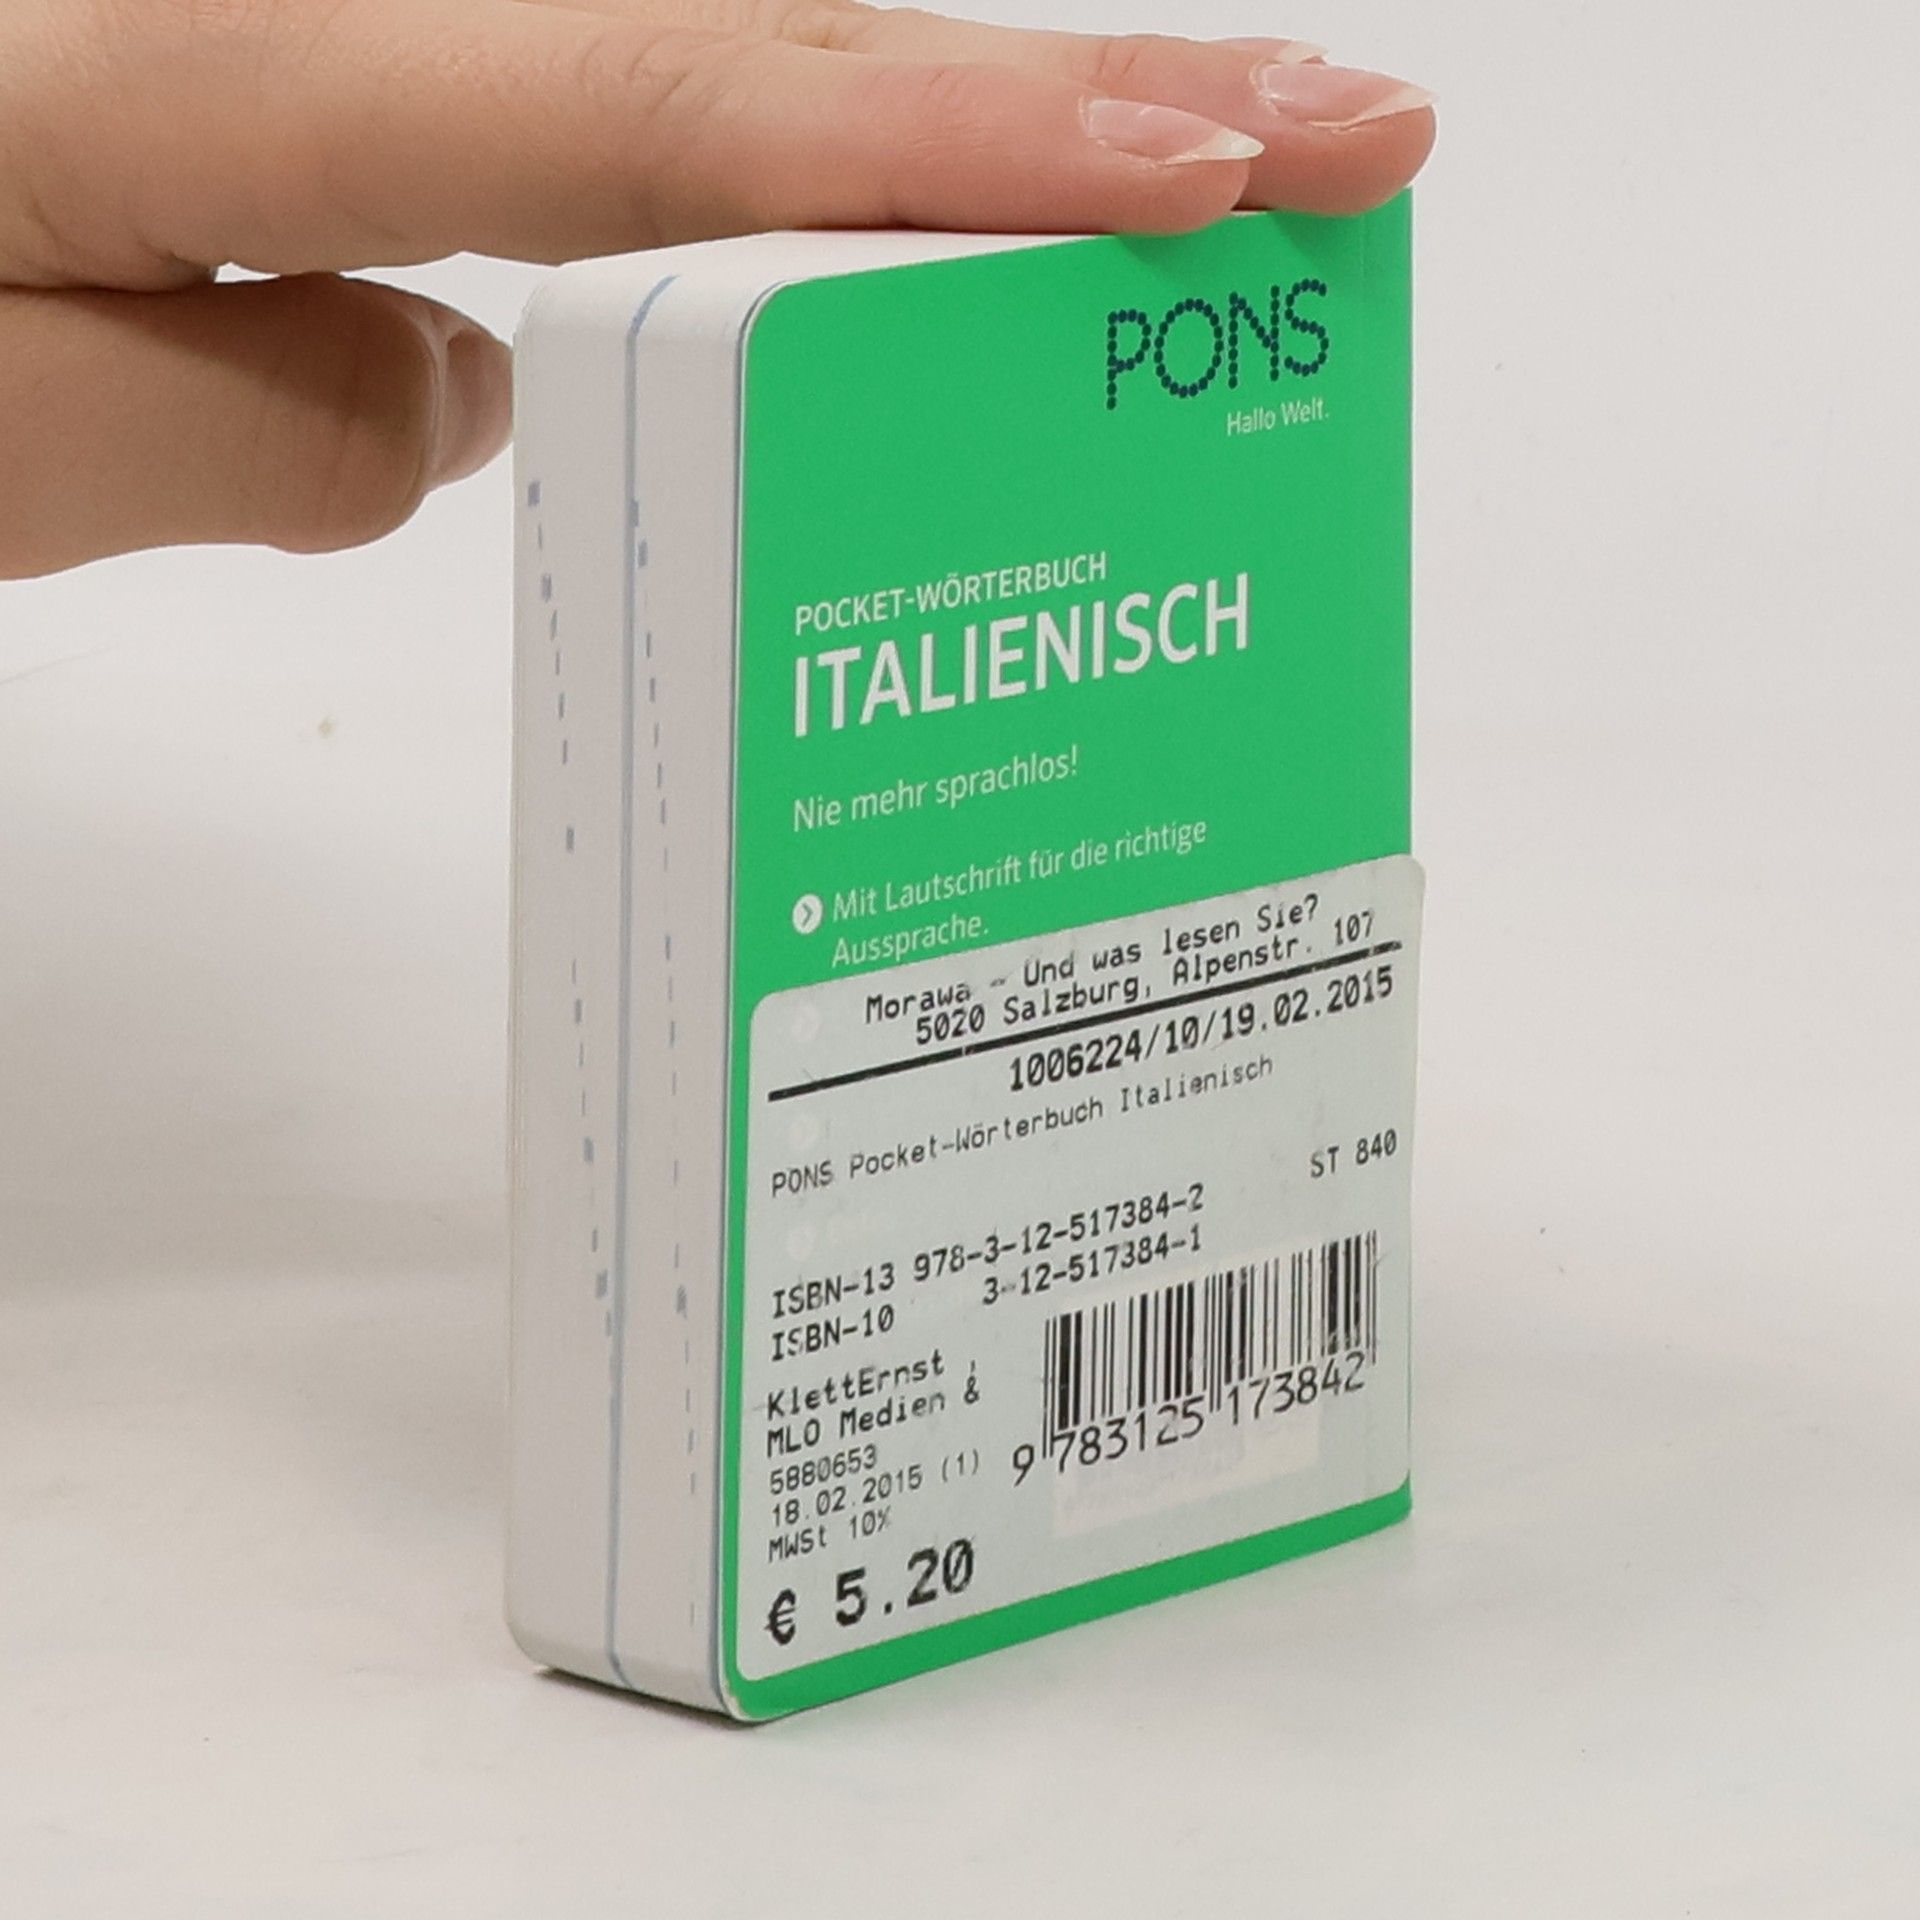 PONS
Hallo Welt.
POCKET-WÖRTERBUCH
ITALIENISCH
Nie mehr sprachlos!
Mit Lautschrift für die richtige
Aussprache.
Morawa - Und was lesen Sie?
5020 Salzburg, Alpenstr. 107
1006224/10/19.02.2015
PONS Pocket-Wörterbuch Italienisch
ST 840
ISBN-13 978-3-12-517384-2
ISBN-10 3-12-517384-1
KlettErnst ,
MLO Medien &
5880653
18.02.2015 (1)
MWSt 10%
€ 5.20
9 783125 173842